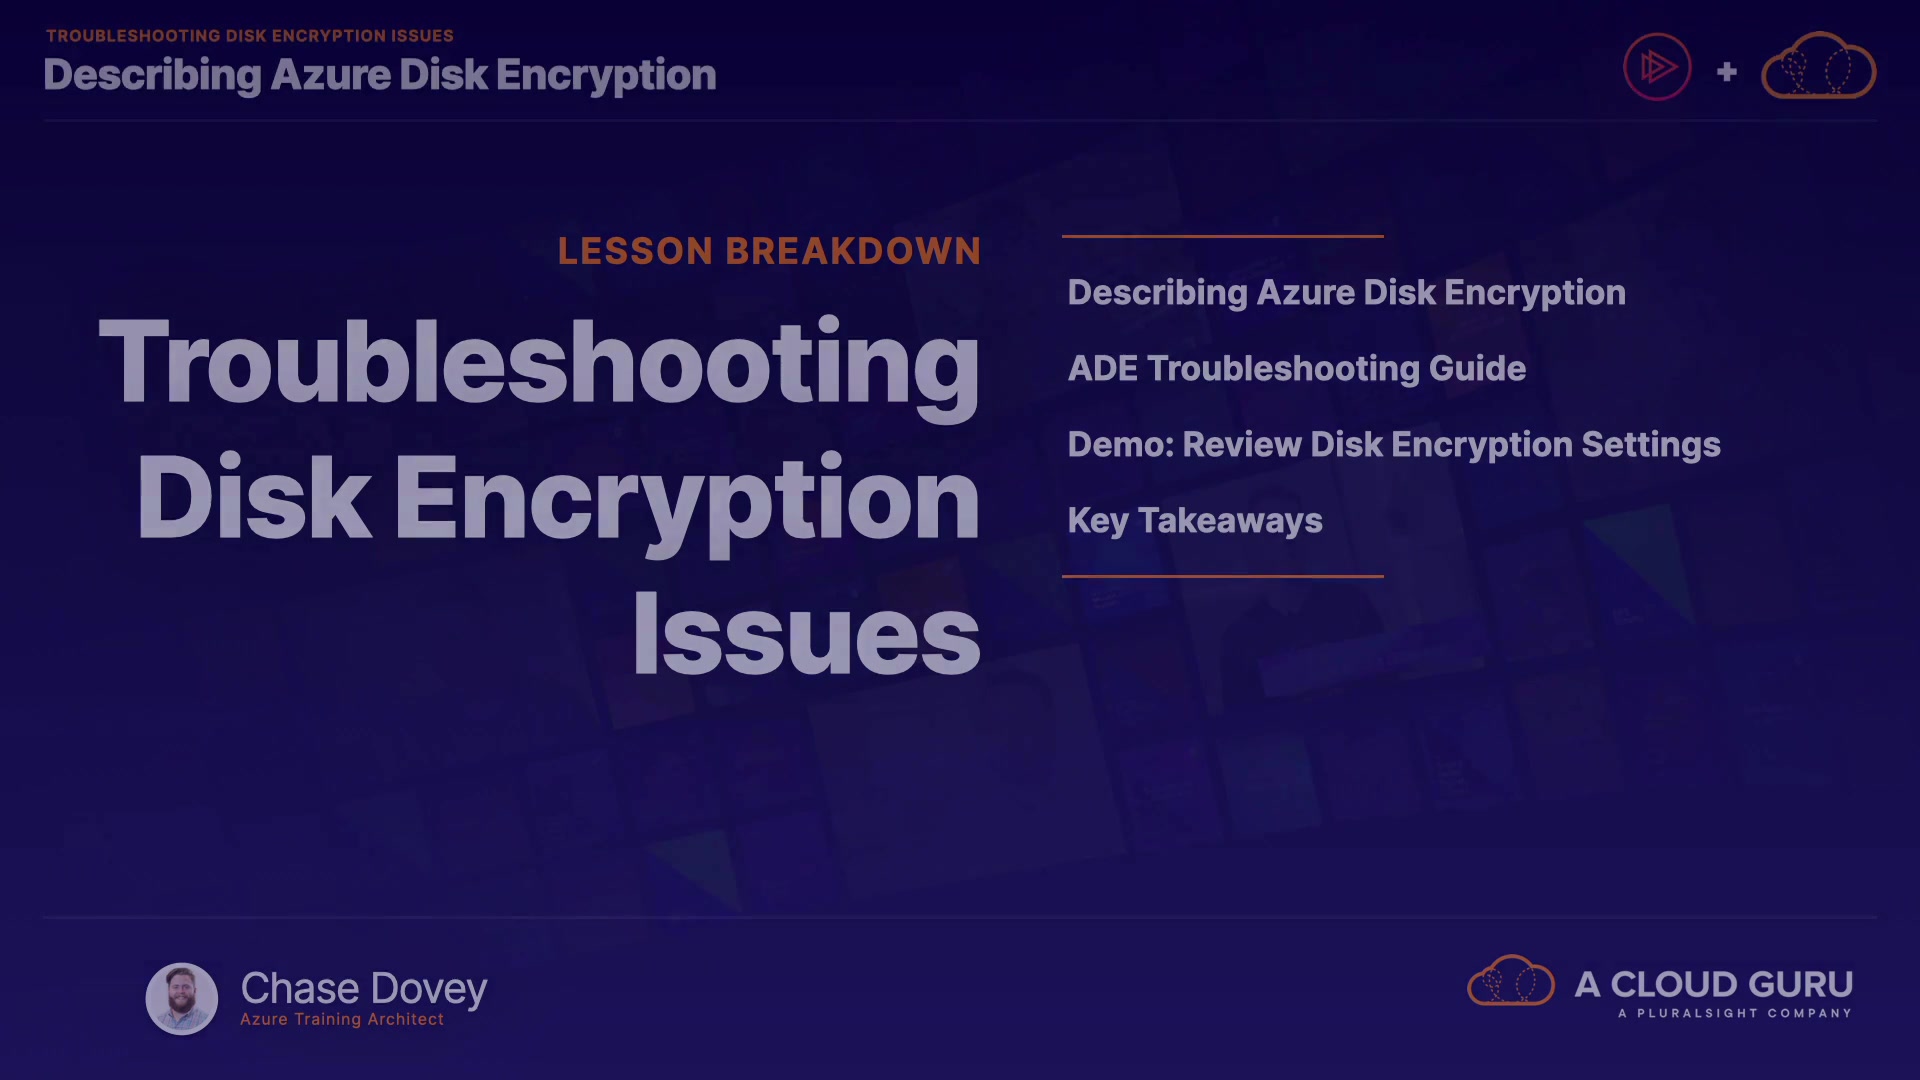 TROUBLESHOOTING DISK ENCRYPTION ISSUES
Describing Azure Disk Encryption
LESSON BREAKDOWN
Troubleshooting
Disk Encryption
Issues
Describing Azure Disk Encryption
ADE Troubleshooting Guide
Demo: Review Disk Encryption Settings
Key Takeaways
Chase Dovey
Azure Training Architect
A CLOUD GURU
A PLURALSIGHT COMPANY